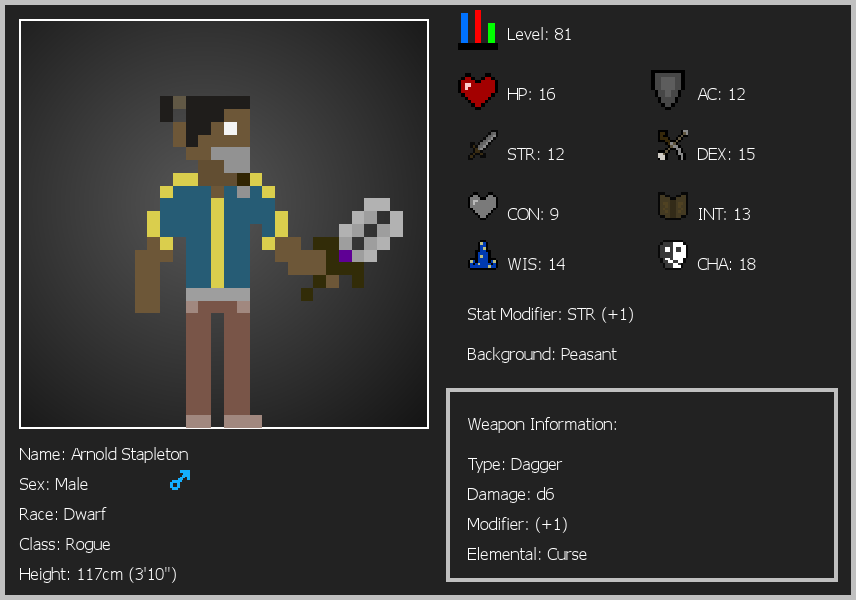 Level: 81
HP: 16
AC: 12
STR: 12
DEX: 15
CON: 9
INT: 13
WIS: 14
CHA: 18
Stat Modifier: STR (+1)
Background: Peasant
Weapon Information:
Type: Dagger
Damage: d6
Modifier: (+1)
Elemental: Curse
Name: Arnold Stapleton
Sex: Male
Race: Dwarf
Class: Rogue
Height: 117cm (3'10")